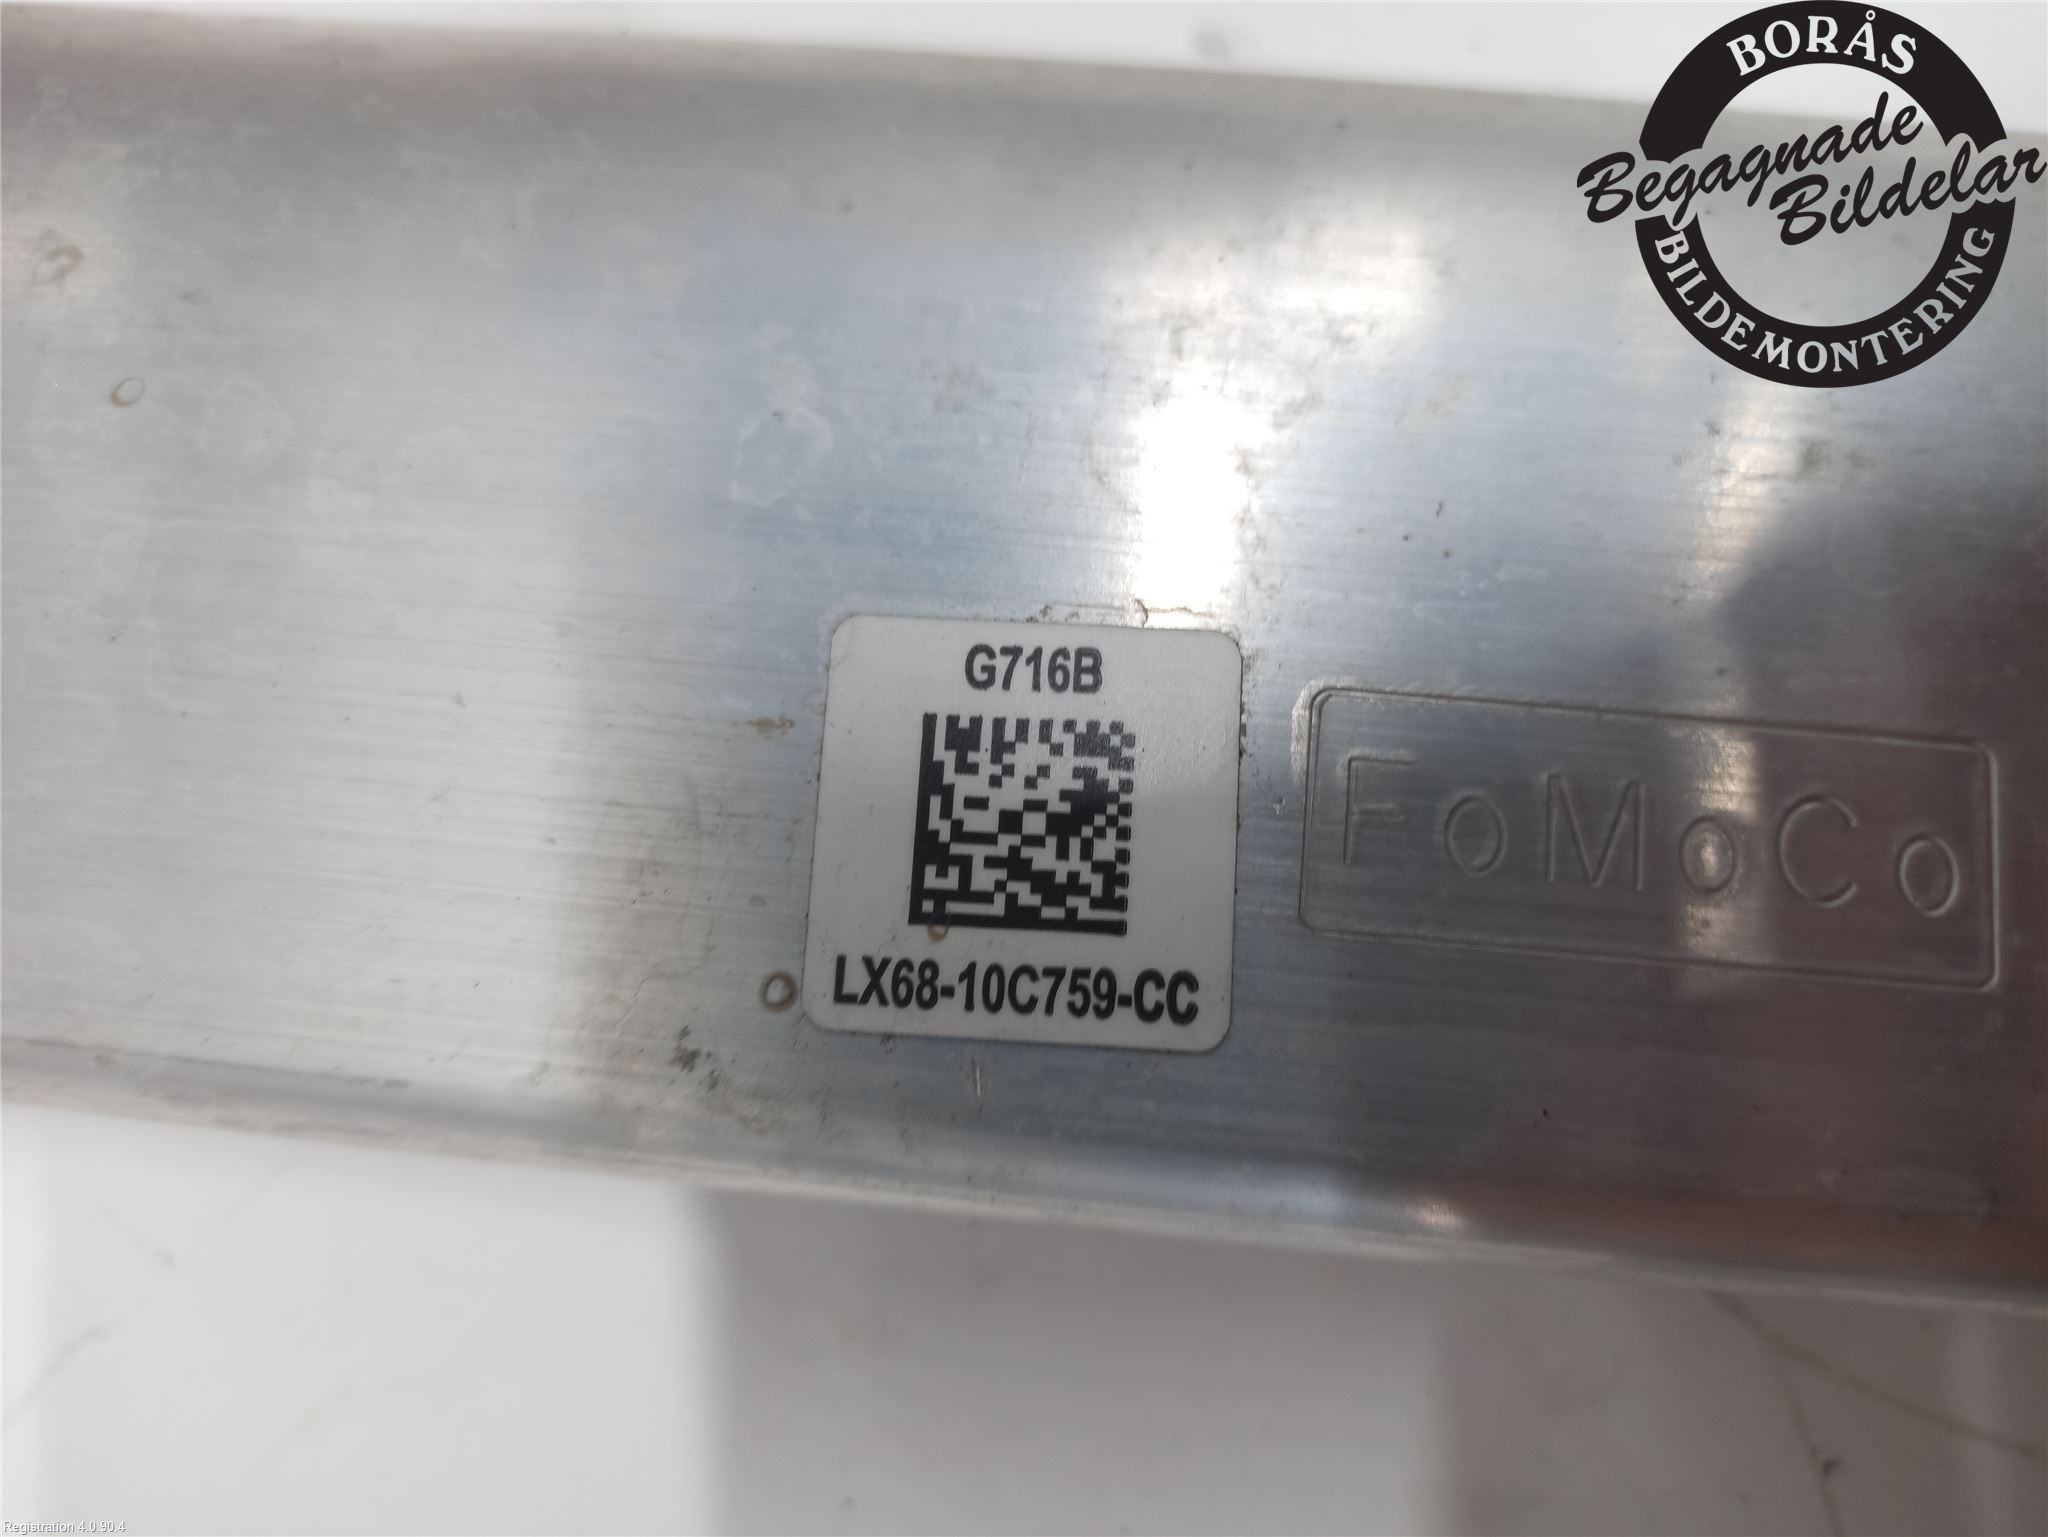 BORÅS
Begagnade
Bildelar
BILDEMONTERING
G716B
LX68-10C759-CC
FoMoCo
Registration 4.0.90.4